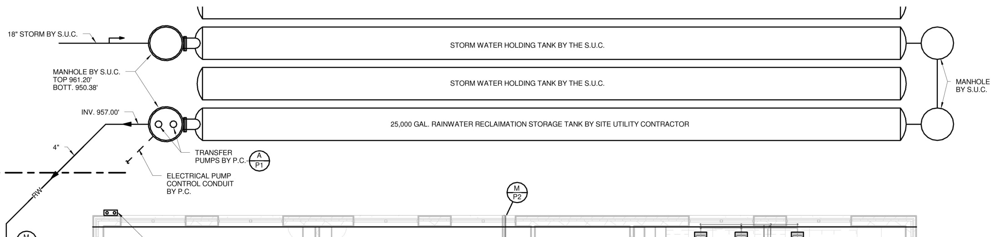 18" STORM BY S.U.C.
STORM WATER HOLDING TANK BY THE S.U.C.
MANHOLE BY S.U.C.
TOP 961.20'
BOTT. 950.38'
STORM WATER HOLDING TANK BY THE S.U.C.
MANHOLE
BY S.U.C.
INV. 957.00'
25,000 GAL. RAINWATER RECLAIMATION STORAGE TANK BY SITE UTILITY CONTRACTOR
4"
TRANSFER
PUMPS BY P.C.
A
P1
ELECTRICAL PUMP
CONTROL CONDUIT
BY P.C.
RW
M
P2
M